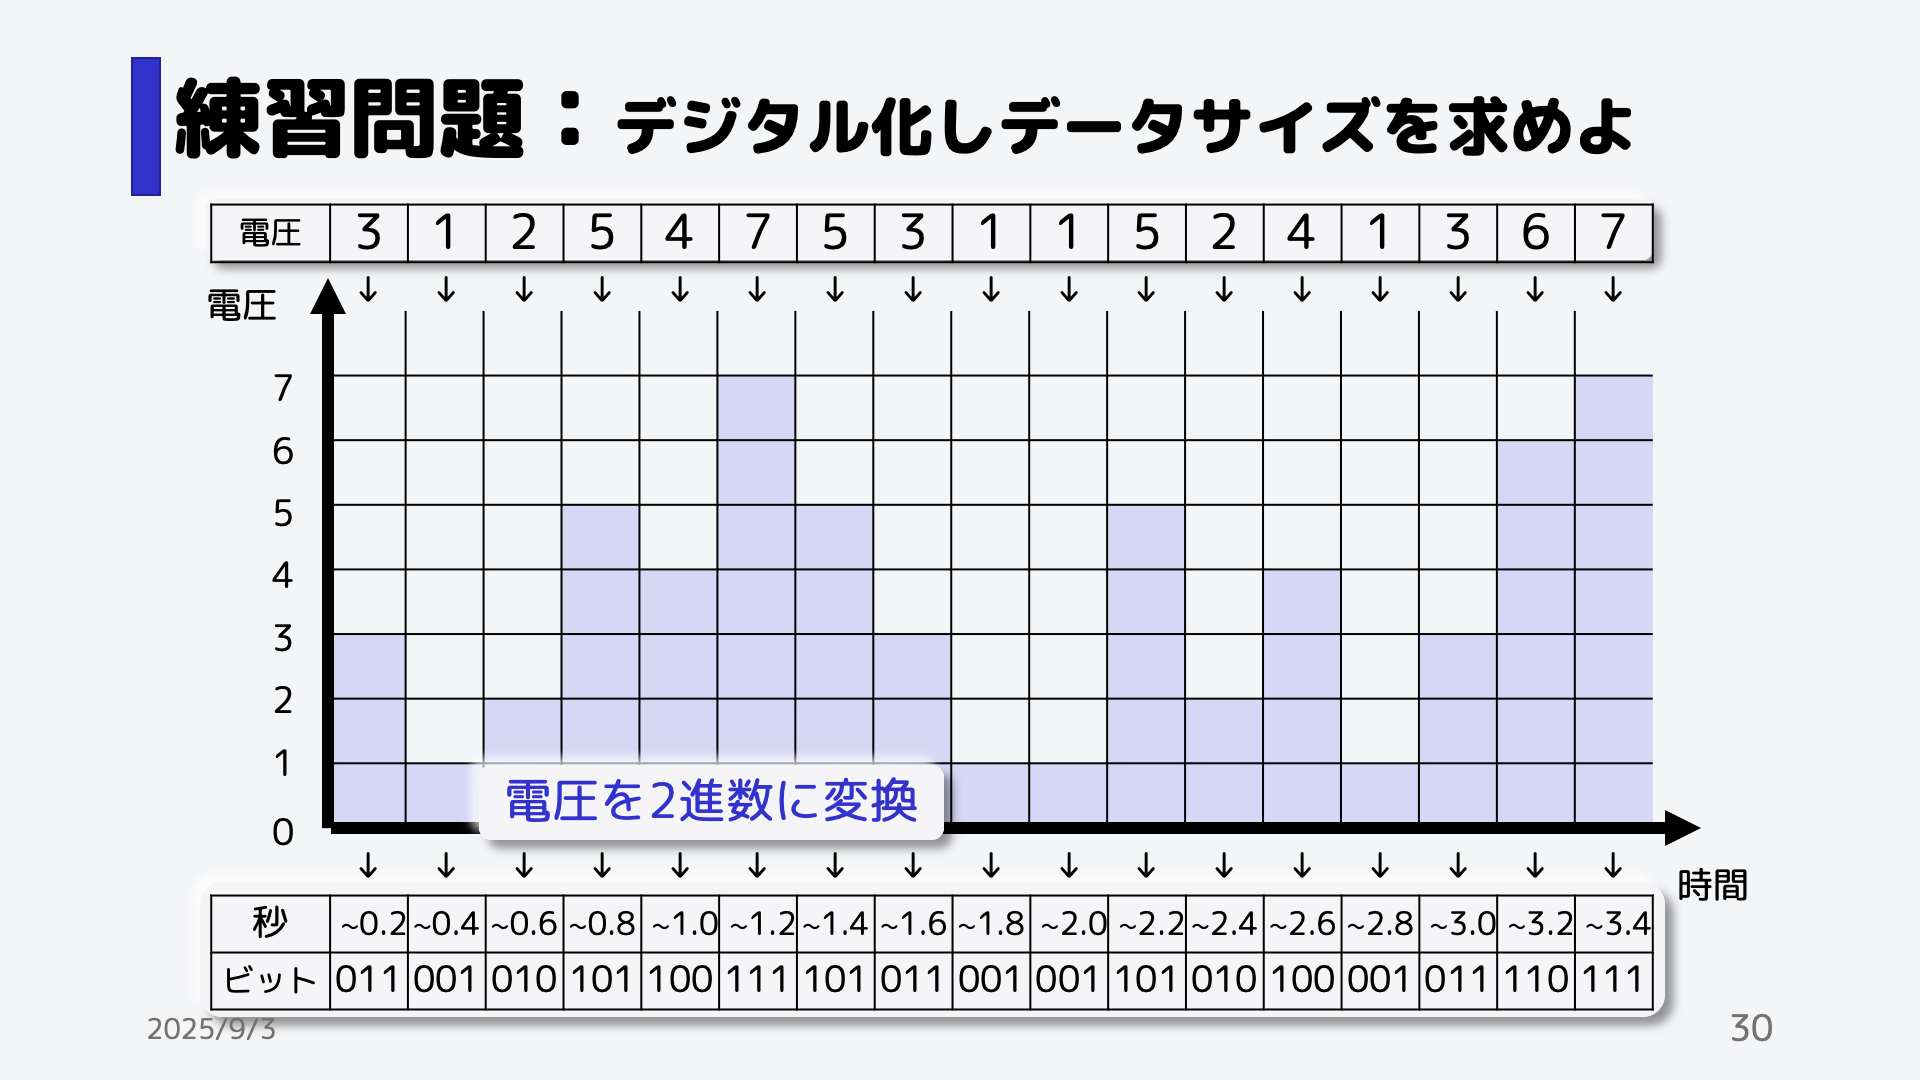 練習問題：デジタル化しデータサイズを求めよ
電圧 3 1 2 5 4 7 5 3 1 1 5 2 4 1 3 6 7
↓ ↓ ↓ ↓ ↓ ↓ ↓ ↓ ↓ ↓ ↓ ↓ ↓ ↓ ↓ ↓ ↓
電圧
7
6
5
4
3
2
1
0
電圧を2進数に変換
↓ ↓ ↓ ↓ ↓ ↓ ↓ ↓ ↓ ↓ ↓ ↓ ↓ ↓ ↓ ↓ ↓
時間
秒 ~0.2 ~0.4 ~0.6 ~0.8 ~1.0 ~1.2 ~1.4 ~1.6 ~1.8 ~2.0 ~2.2 ~2.4 ~2.6 ~2.8 ~3.0 ~3.2 ~3.4
ビット 011 001 010 101 100 111 101 011 001 001 101 010 100 001 011 110 111
2025/9/3
30